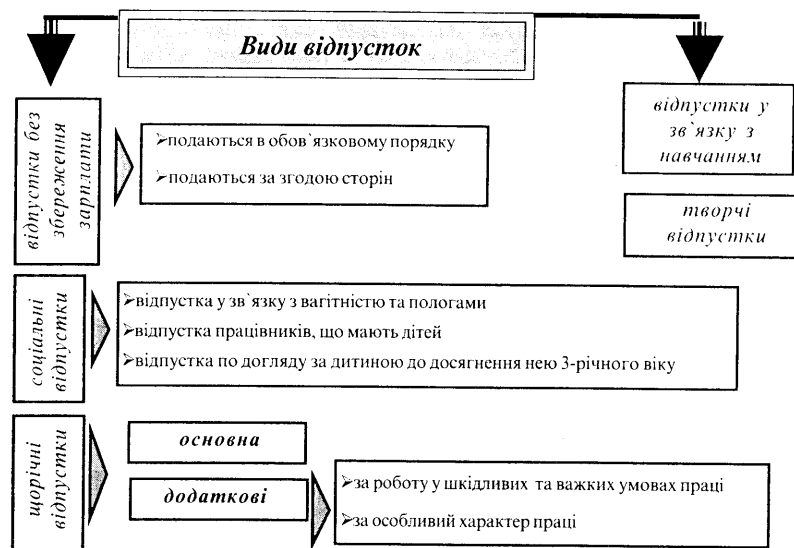 Види відпусток
відпустки без
збереження
зарплати
➢подаються в обов`язковому порядку
➢подаються за згодою сторін
відпустки у
зв`язку з
навчанням
творчі
відпустки
соціальні
відпустки
➢відпустка у зв`язку з вагітністю та пологами
➢відпустка працівників, що мають дітей
➢відпустка по догляду за дитиною до досягнення нею 3-річного віку
щорічні
відпустки
основна
додаткові
➢за роботу у шкідливих та важких умовах праці
➢за особливий характер праці